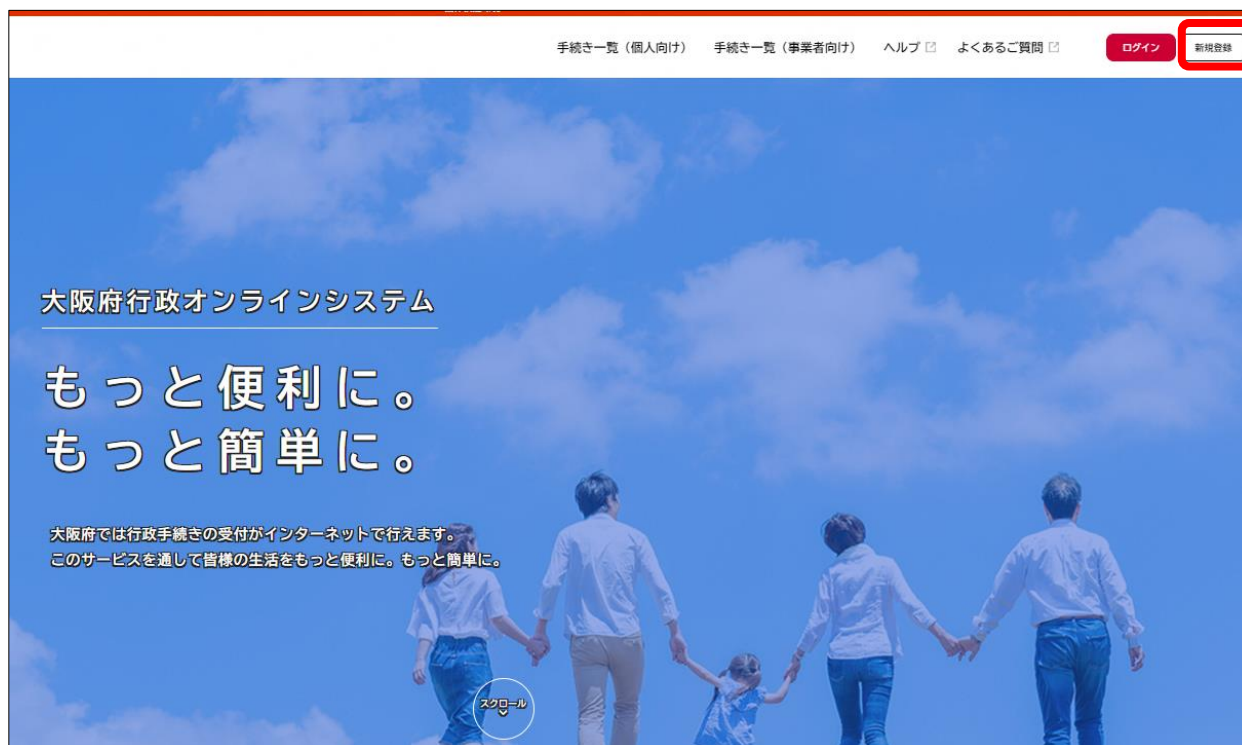 手続き一覧（個人向け） 手続き一覧（事業者向け） ヘルプ よくあるご質問 ログイン 新規登録
大阪府行政オンラインシステム
もっと便利に。
もっと簡単に。
大阪府では行政手続きの受付がインターネットで行えます。
このサービスを通して皆様の生活をもっと便利に。もっと簡単に。
スクロール